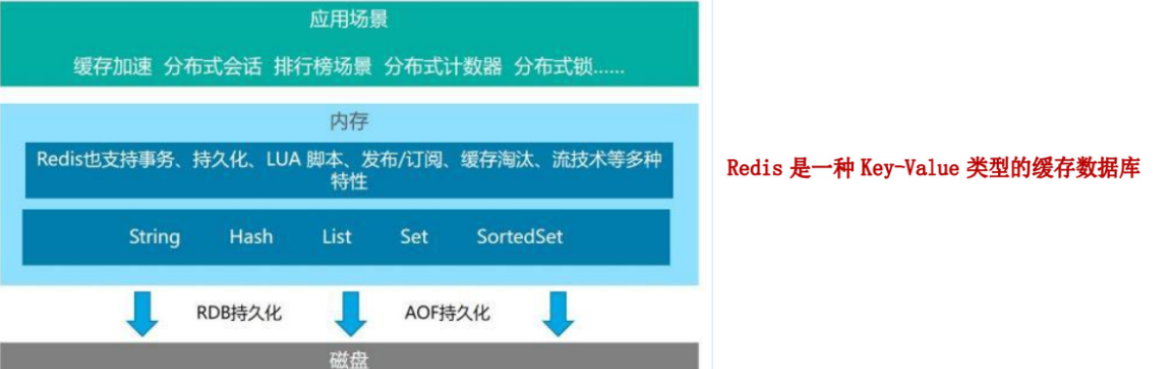 应用场景
缓存加速 分布式会话 排行榜场景 分布式计数器 分布式锁......
内存
Redis也支持事务、持久化、LUA 脚本、发布/订阅、缓存淘汰、流技术等多种
特性
String Hash List Set SortedSet
RDB持久化 AOF持久化
磁盘
Redis 是一种 Key-Value 类型的缓存数据库